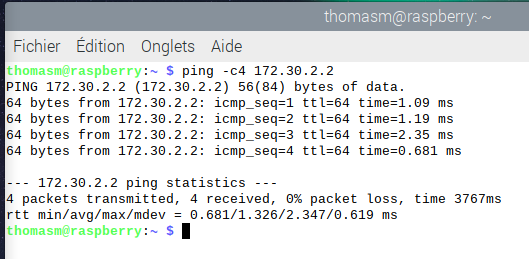 thomasm@raspberry: ~
Fichier Édition Onglets Aide
thomasm@raspberry:~ $ ping -c4 172.30.2.2
PING 172.30.2.2 (172.30.2.2) 56(84) bytes of data.
64 bytes from 172.30.2.2: icmp_seq=1 ttl=64 time=1.09 ms
64 bytes from 172.30.2.2: icmp_seq=2 ttl=64 time=1.19 ms
64 bytes from 172.30.2.2: icmp_seq=3 ttl=64 time=2.35 ms
64 bytes from 172.30.2.2: icmp_seq=4 ttl=64 time=0.681 ms

--- 172.30.2.2 ping statistics ---
4 packets transmitted, 4 received, 0% packet loss, time 3767ms
rtt min/avg/max/mdev = 0.681/1.326/2.347/0.619 ms
thomasm@raspberry:~ $